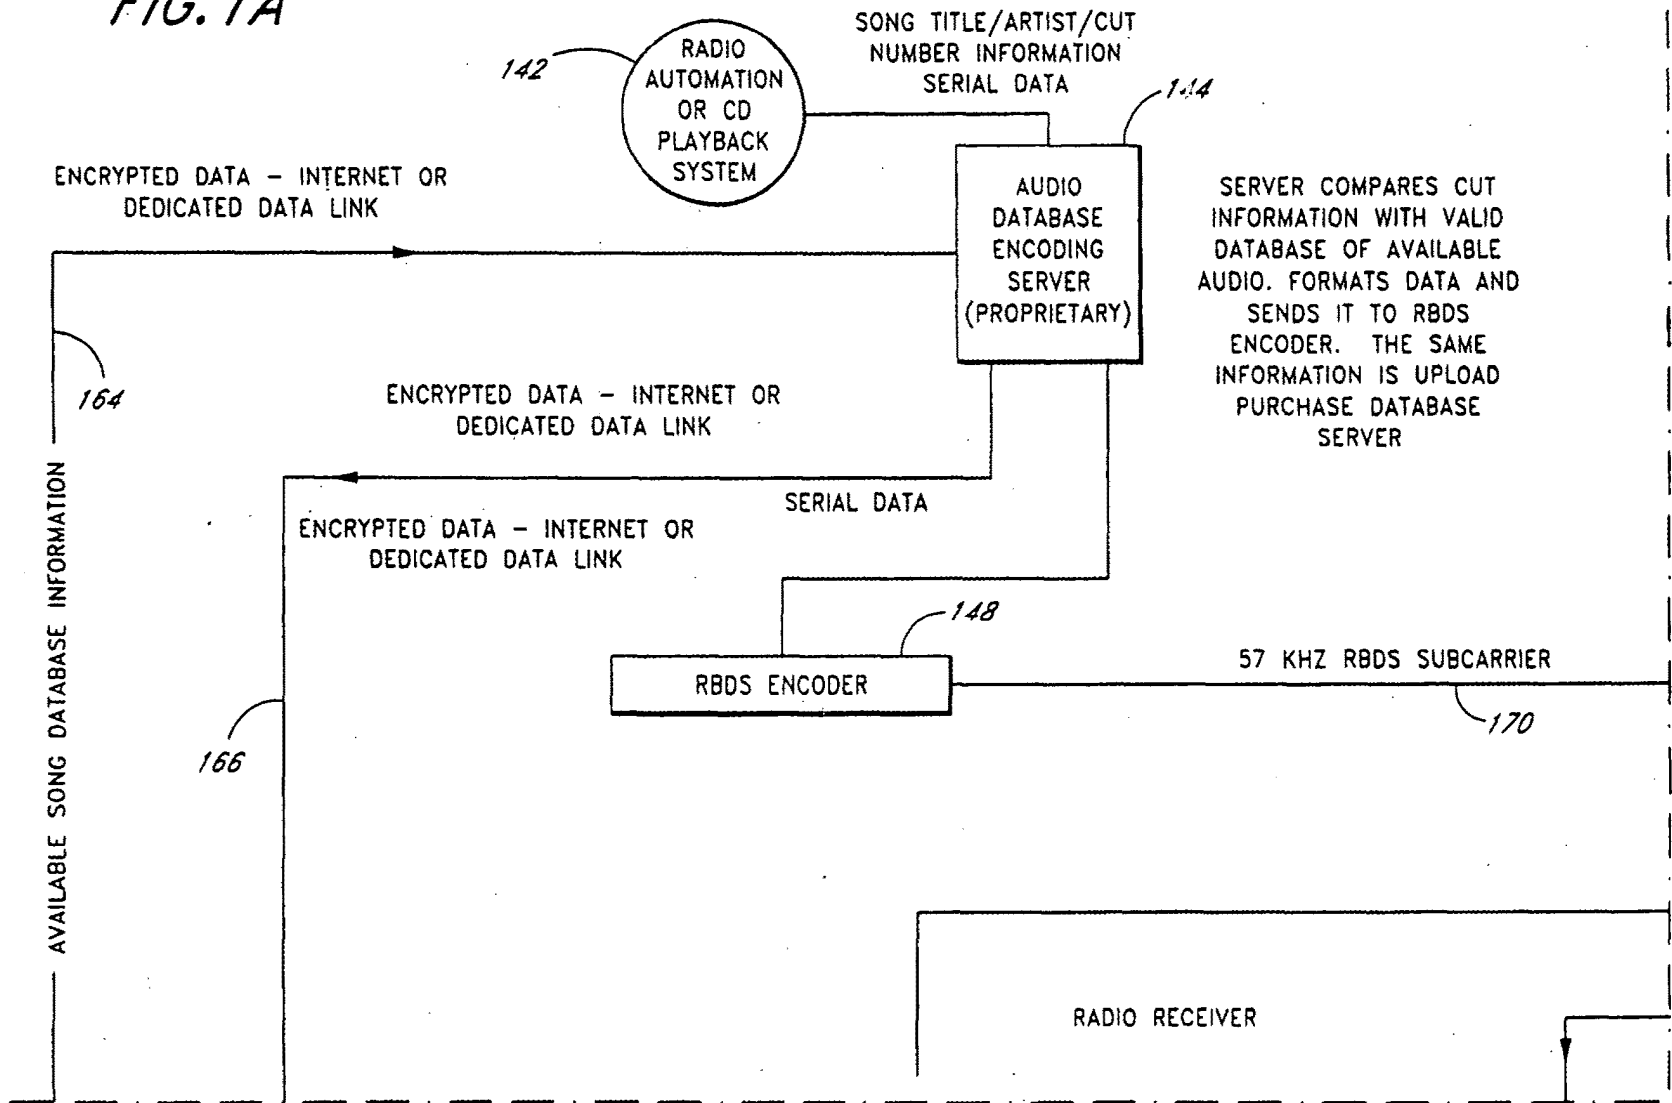 FIG. 1A
SONG TITLE/ARTIST/CUT
NUMBER INFORMATION
SERIAL DATA
142
RADIO
AUTOMATION
OR CD
PLAYBACK
SYSTEM
144
ENCRYPTED DATA – INTERNET OR
DEDICATED DATA LINK
AUDIO
DATABASE
ENCODING
SERVER
(PROPRIETARY)
SERVER COMPARES CUT
INFORMATION WITH VALID
DATABASE OF AVAILABLE
AUDIO. FORMATS DATA AND
SENDS IT TO RBDS
ENCODER. THE SAME
INFORMATION IS UPLOAD
PURCHASE DATABASE
SERVER
164
ENCRYPTED DATA – INTERNET OR
DEDICATED DATA LINK
AVAILABLE SONG DATABASE INFORMATION
SERIAL DATA
ENCRYPTED DATA – INTERNET OR
DEDICATED DATA LINK
148
RBDS ENCODER
57 KHZ RBDS SUBCARRIER
170
166
RADIO RECEIVER